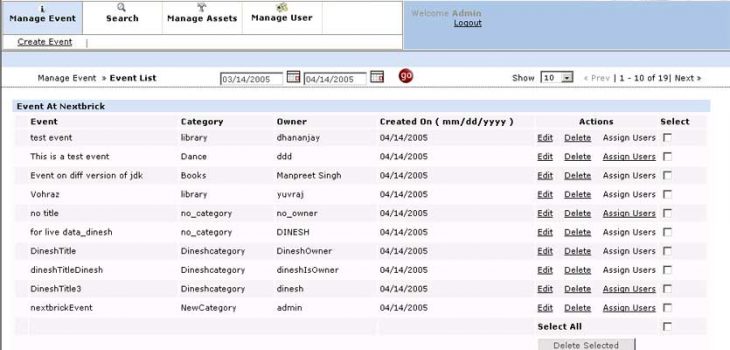 Manage Event Search Manage Assets Manage User Welcome Admin
Logout
Create Event |
Manage Event » Event List 03/14/2005 04/14/2005 go Show 10 « Prev | 1 - 10 of 19| Next »
Event At Nextbrick
Event Category Owner Created On ( mm/dd/yyyy ) Actions Select
test event library dhananjay 04/14/2005 Edit Delete Assign Users
This is a test event Dance ddd 04/14/2005 Edit Delete Assign Users
Event on diff version of jdk Books Manpreet Singh 04/14/2005 Edit Delete Assign Users
Vohraz library yuvraj 04/14/2005 Edit Delete Assign Users
no title no_category no_owner 04/14/2005 Edit Delete Assign Users
for live data_dinesh no_category DINESH 04/14/2005 Edit Delete Assign Users
DineshTitle Dineshcategory DineshOwner 04/14/2005 Edit Delete Assign Users
dineshTitleDinesh Dineshcategory dineshIsOwner 04/14/2005 Edit Delete Assign Users
DineshTitle3 Dineshcategory dinesh 04/14/2005 Edit Delete Assign Users
nextbrickEvent NewCategory admin 04/14/2005 Edit Delete Assign Users
Select All
Delete Selected